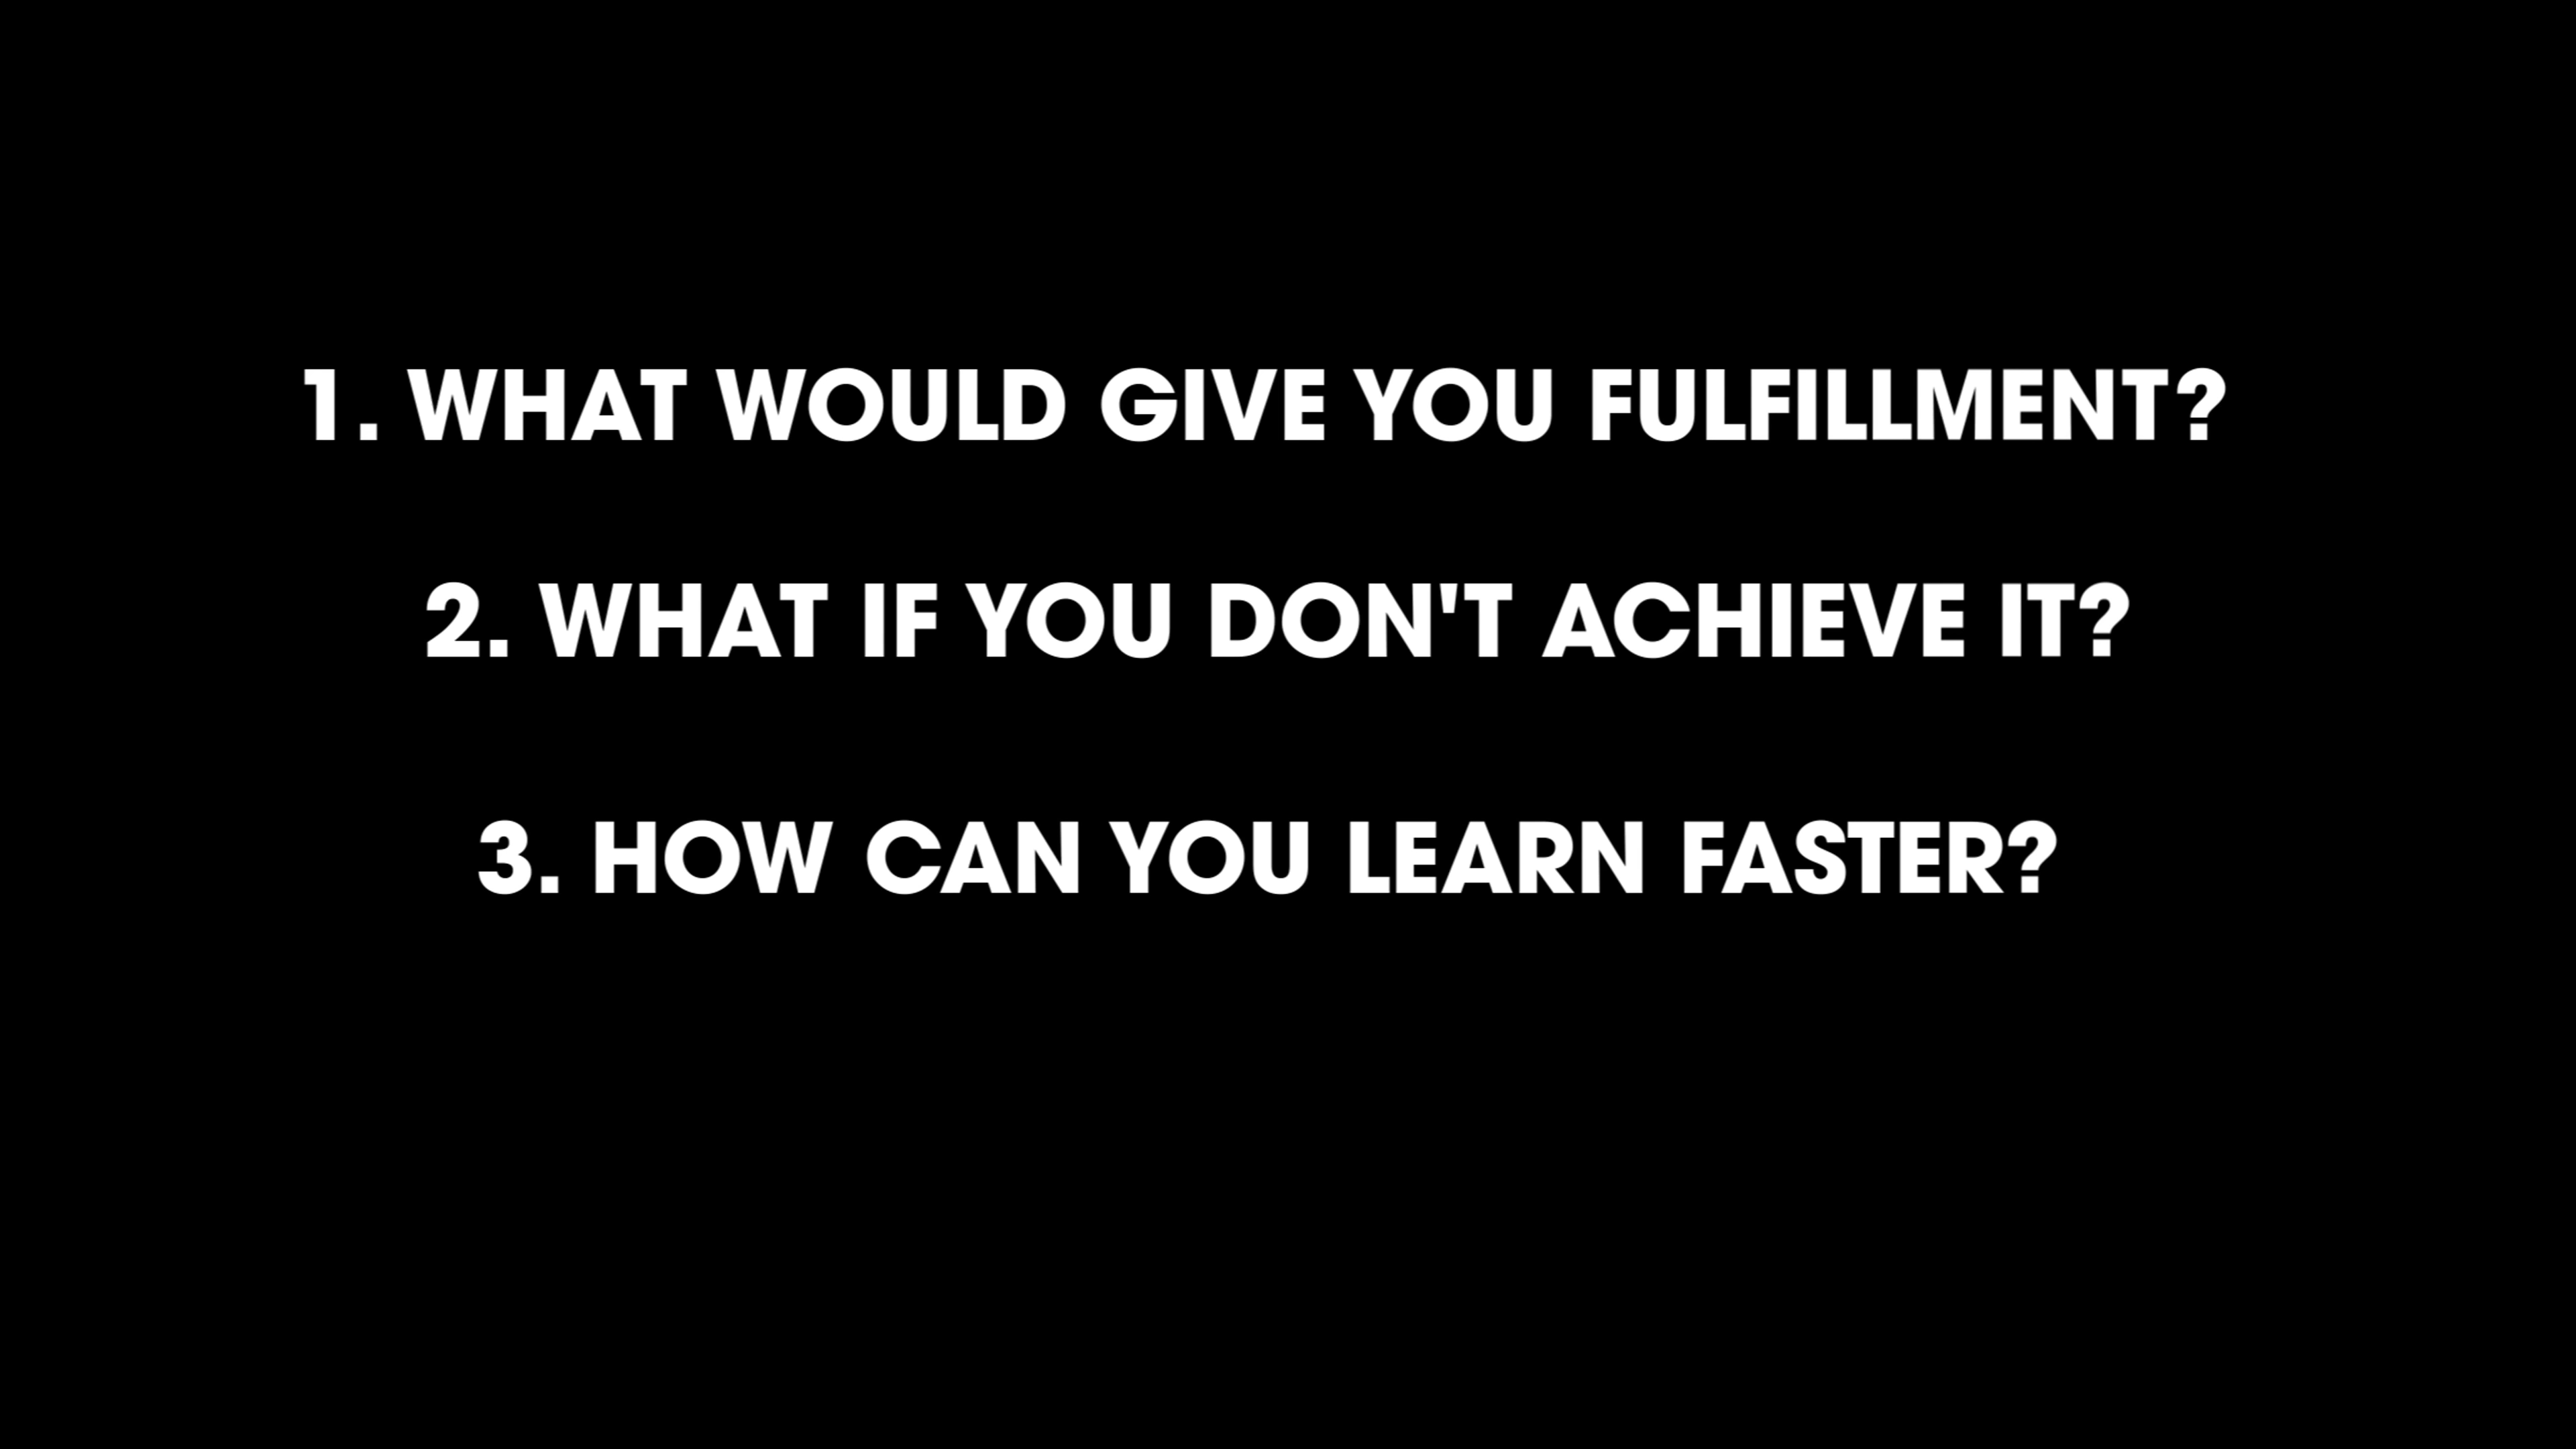 1. WHAT WOULD GIVE YOU FULFILLMENT?
2. WHAT IF YOU DON'T ACHIEVE IT?
3. HOW CAN YOU LEARN FASTER?